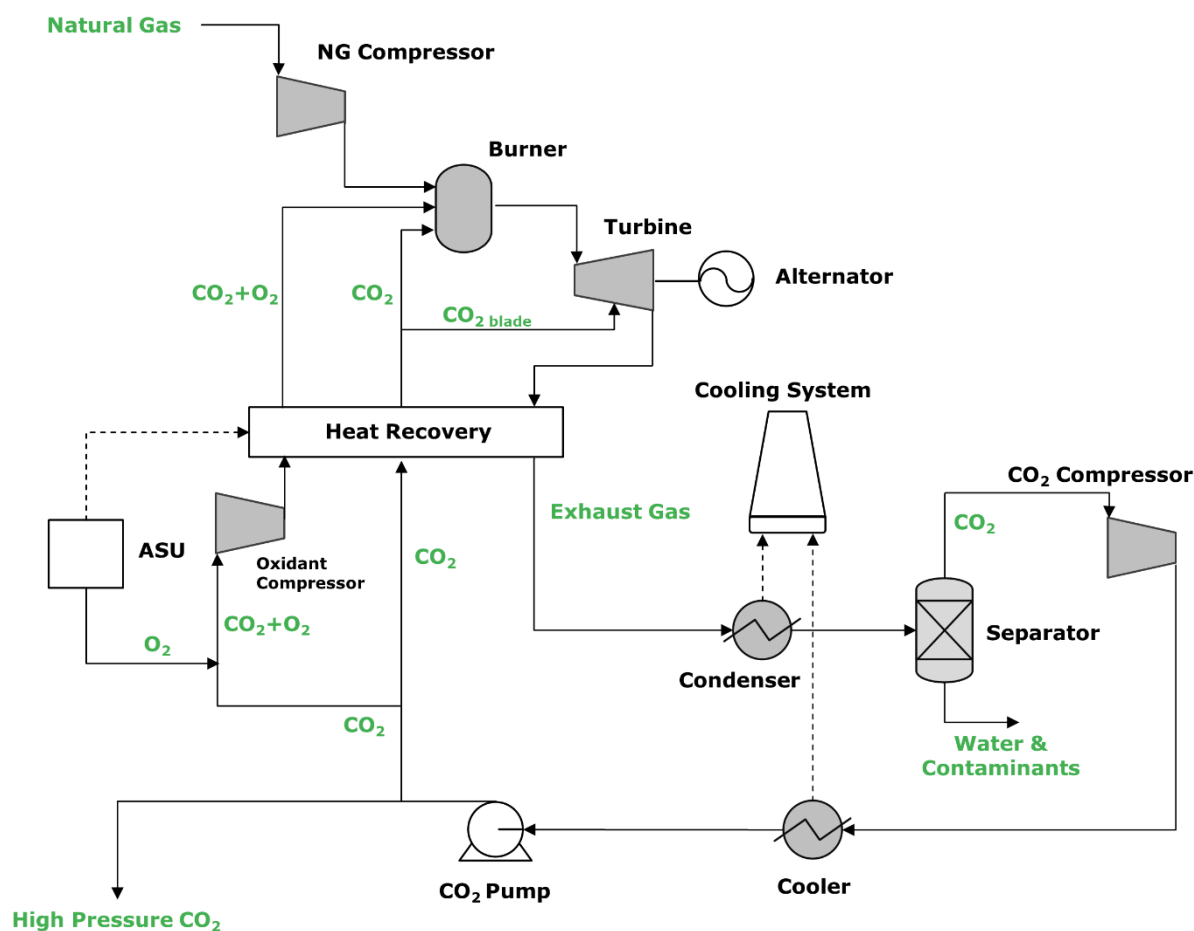 Natural Gas
NG Compressor
Burner
Turbine
Alternator
CO₂+O₂
CO₂
CO₂ blade
Cooling System
Heat Recovery
CO₂ Compressor
Exhaust Gas
CO₂
ASU
Oxidant
Compressor
CO₂
CO₂+O₂
O₂
Separator
Condenser
CO₂
Water &
Contaminants
CO₂ Pump
Cooler
High Pressure CO₂